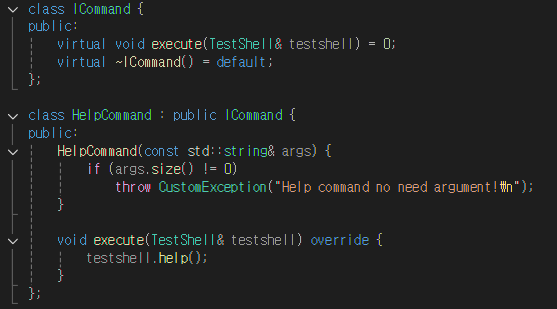 class ICommand {
public:
    virtual void execute(TestShell& testshell) = 0;
    virtual ~ICommand() = default;
};

class HelpCommand : public ICommand {
public:
    HelpCommand(const std::string& args) {
        if (args.size() != 0)
            throw CustomException("Help command no need argument!₩n");
    }

    void execute(TestShell& testshell) override {
        testshell.help();
    }
};